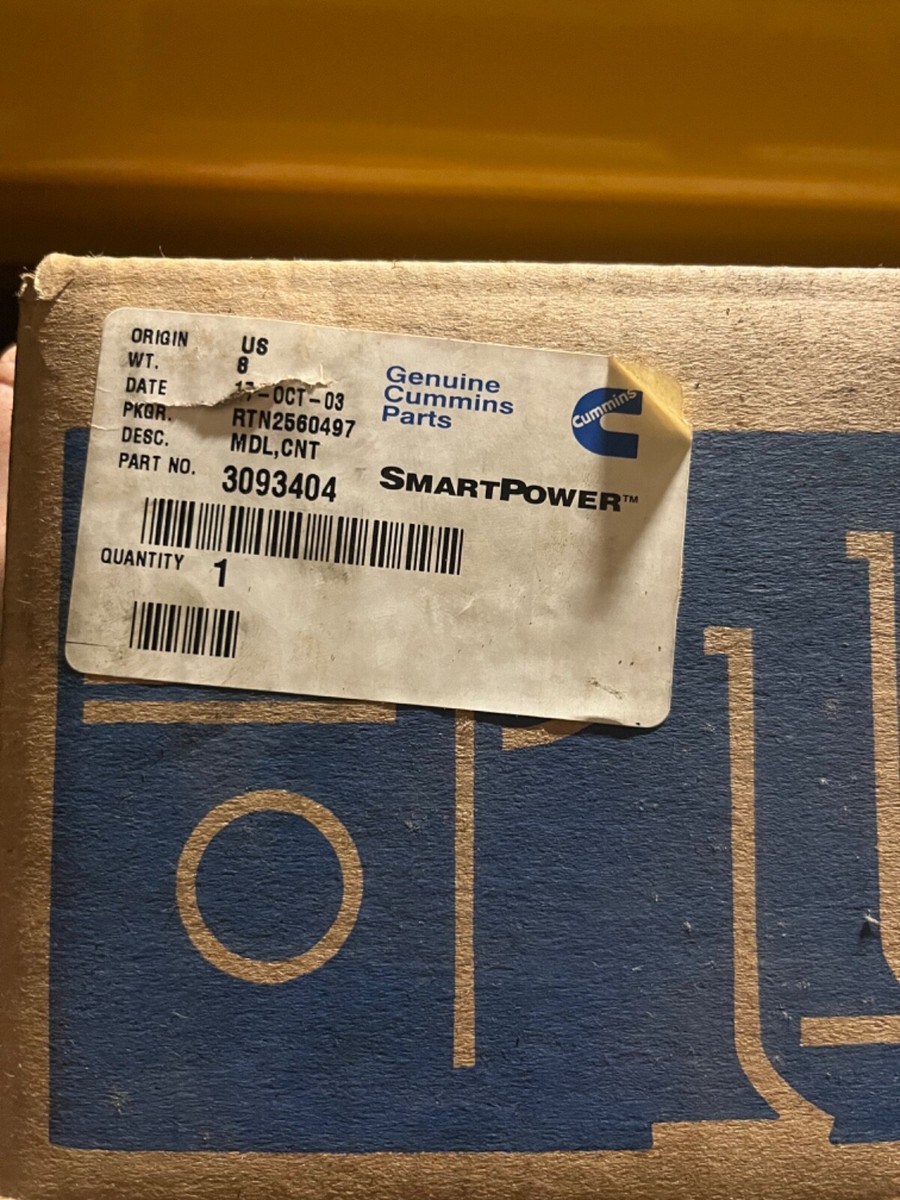 ORIGIN US
WT. 8
DATE 17-OCT-03
PKGR. RTN2560497
DESC. MDL,CNT
PART NO. 3093404
QUANTITY 1
Genuine
Cummins
Parts
Cummins
SMARTPOWER™